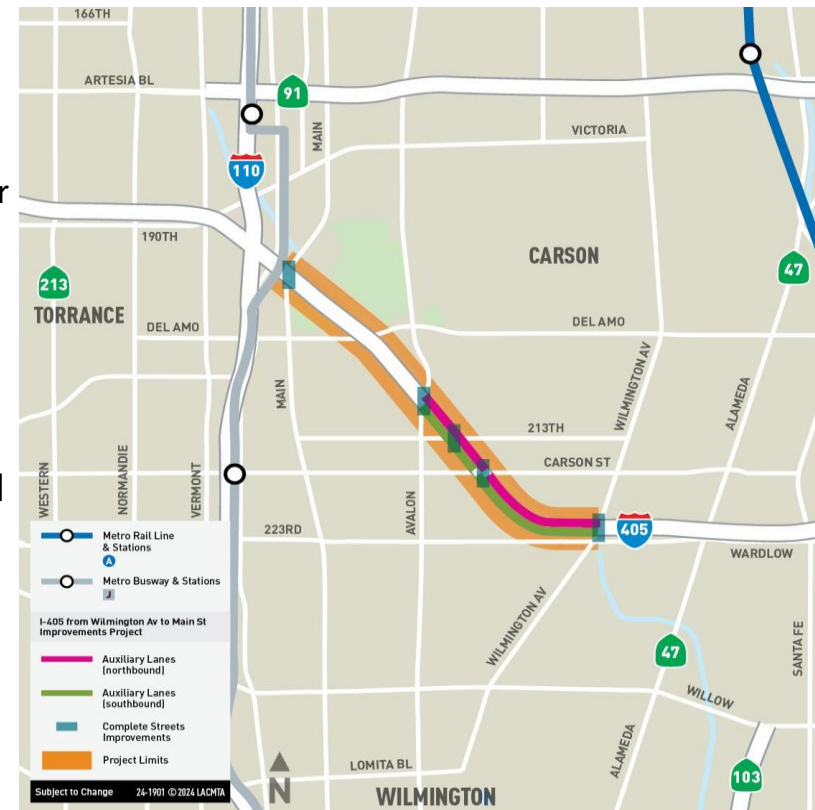 166TH
ARTESIA BL
91
MAIN
VICTORIA
r
110
190TH
CARSON
213
47
TORRANCE
DEL AMO
DEL AMO
MAIN
WILMINGTON AV
ALAMEDA
213TH
CARSON ST
WESTERN
NORMANDIE
VERMONT
AVALON
223RD
405
WARDLOW
Metro Rail Line
& Stations
A
Metro Busway & Stations
J
I-405 from Wilmington Av to Main St
Improvements Project
Auxiliary Lanes
(northbound)
Auxiliary Lanes
(southbound)
Complete Streets
Improvements
Project Limits
Subject to Change 24-1901 ©2024 LACMTA
WILMINGTON AV
47
SANTA FE
WILLOW
ALAMEDA
LOMITA BL
N
WILMINGTON
103